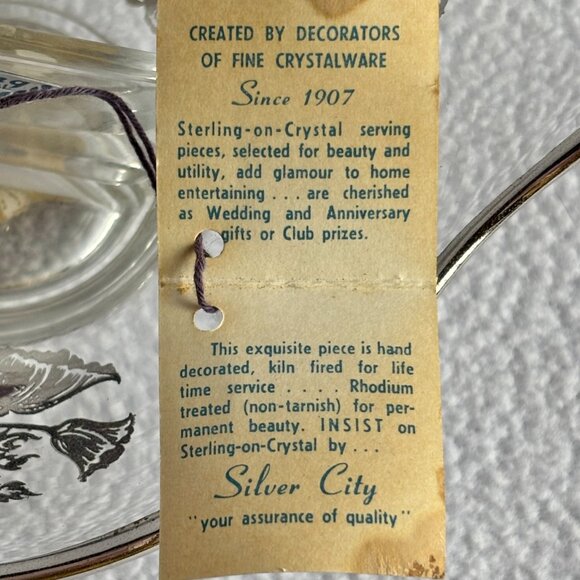 CREATED BY DECORATORS
OF FINE CRYSTALWARE
Since 1907
Sterling-on-Crystal serving
pieces, selected for beauty and
utility, add glamour to home
entertaining . . . are cherished
as Wedding and Anniversary
gifts or Club prizes.
This exquisite piece is hand
decorated, kiln fired for life
time service . . . . Rhodium
treated (non-tarnish) for per-
manent beauty. INSIST on
Sterling-on-Crystal by . . .
Silver City
"your assurance of quality"